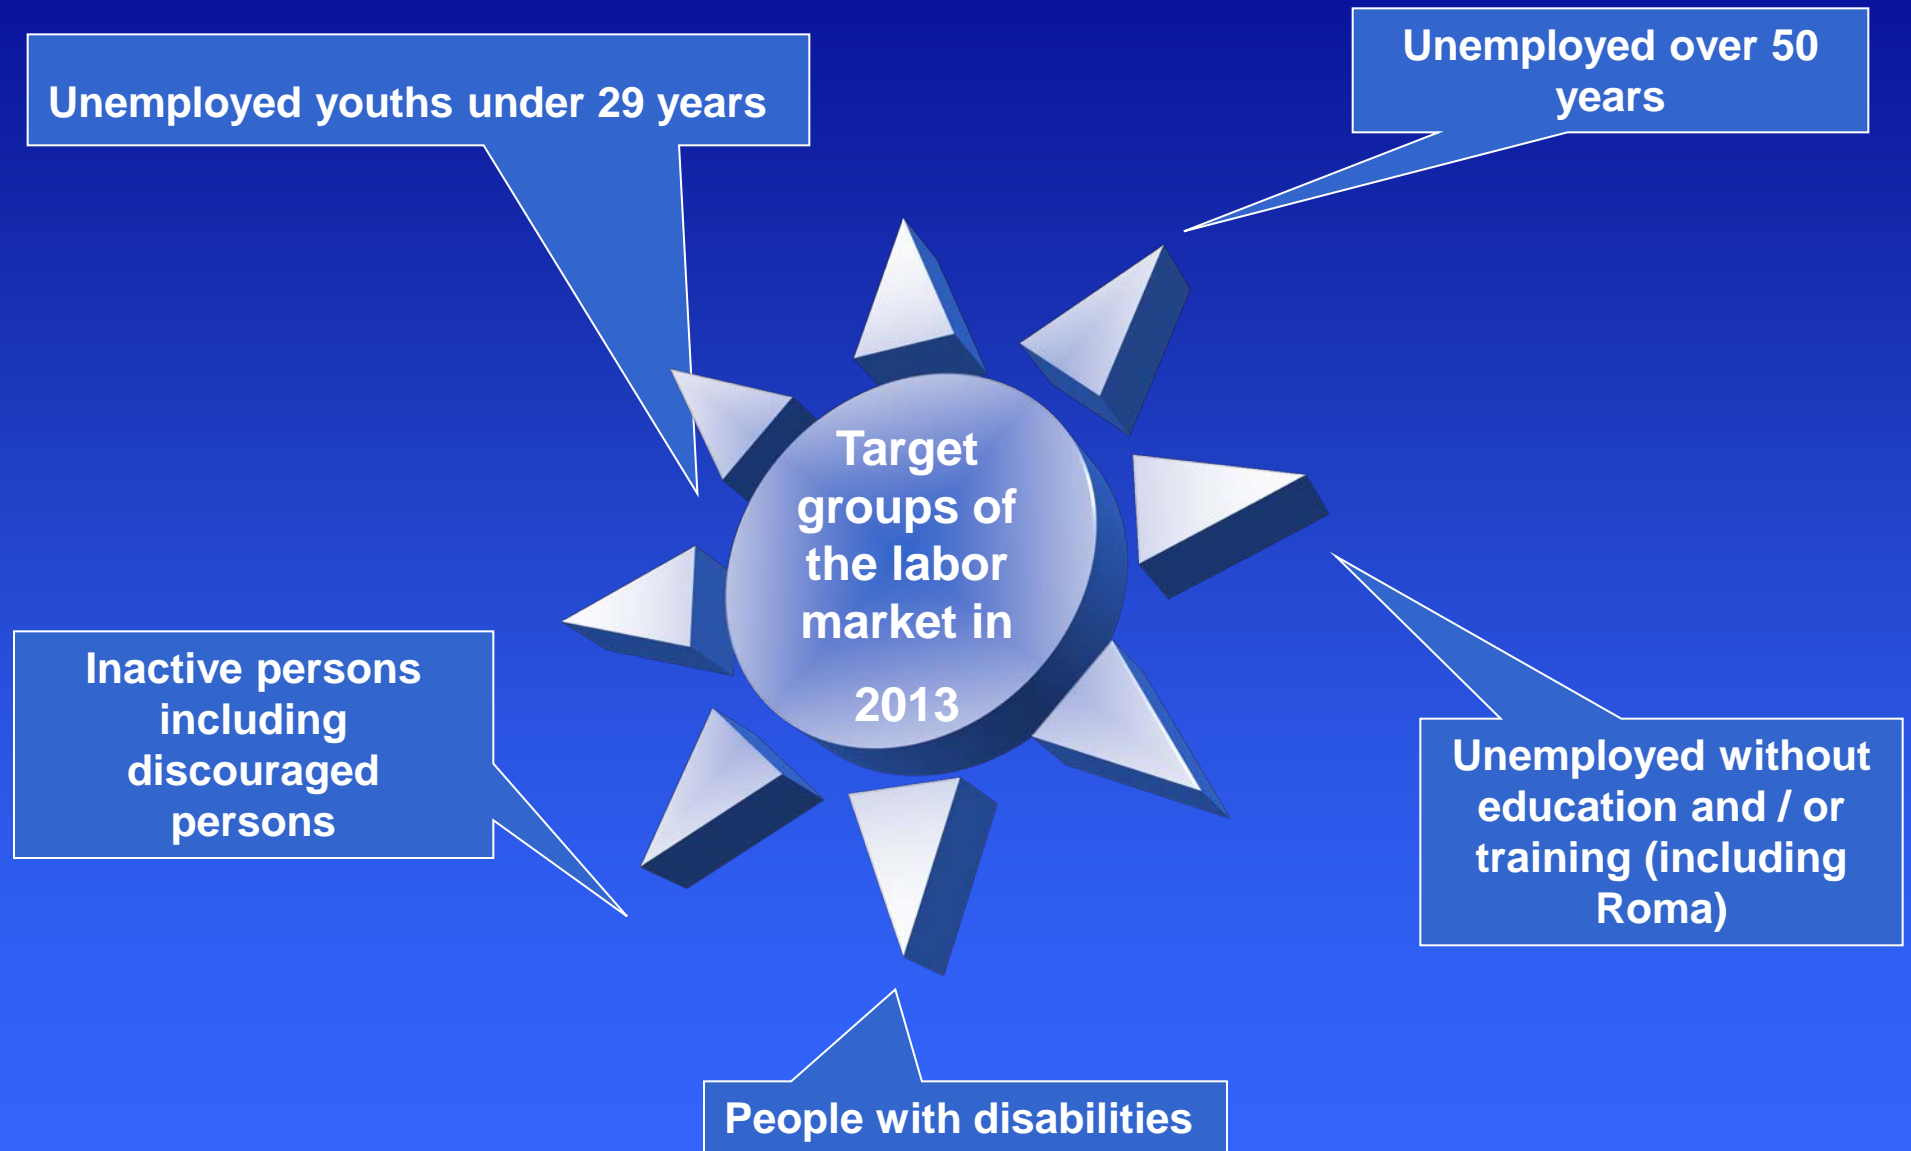 Unemployed youths under 29 years
Unemployed over 50
years
Target
groups of
the labor
market in
2013
Inactive persons
including
discouraged
persons
Unemployed without
education and / or
training (including
Roma)
People with disabilities